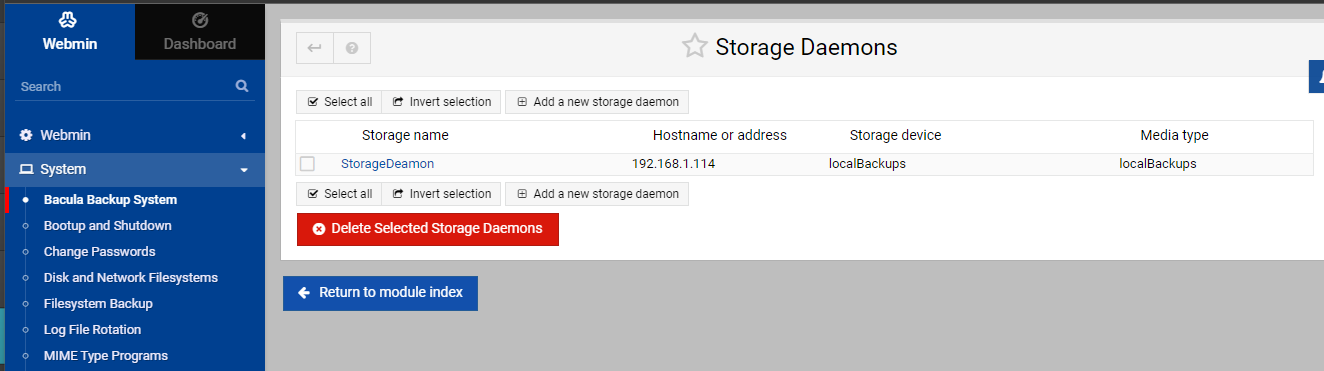 Webmin
Dashboard
Search
Webmin
System
Bacula Backup System
Bootup and Shutdown
Change Passwords
Disk and Network Filesystems
Filesystem Backup
Log File Rotation
MIME Type Programs
Storage Daemons
Select all Invert selection Add a new storage daemon
Storage name Hostname or address Storage device Media type
StorageDeamon 192.168.1.114 localBackups localBackups
Select all Invert selection Add a new storage daemon
Delete Selected Storage Daemons
Return to module index